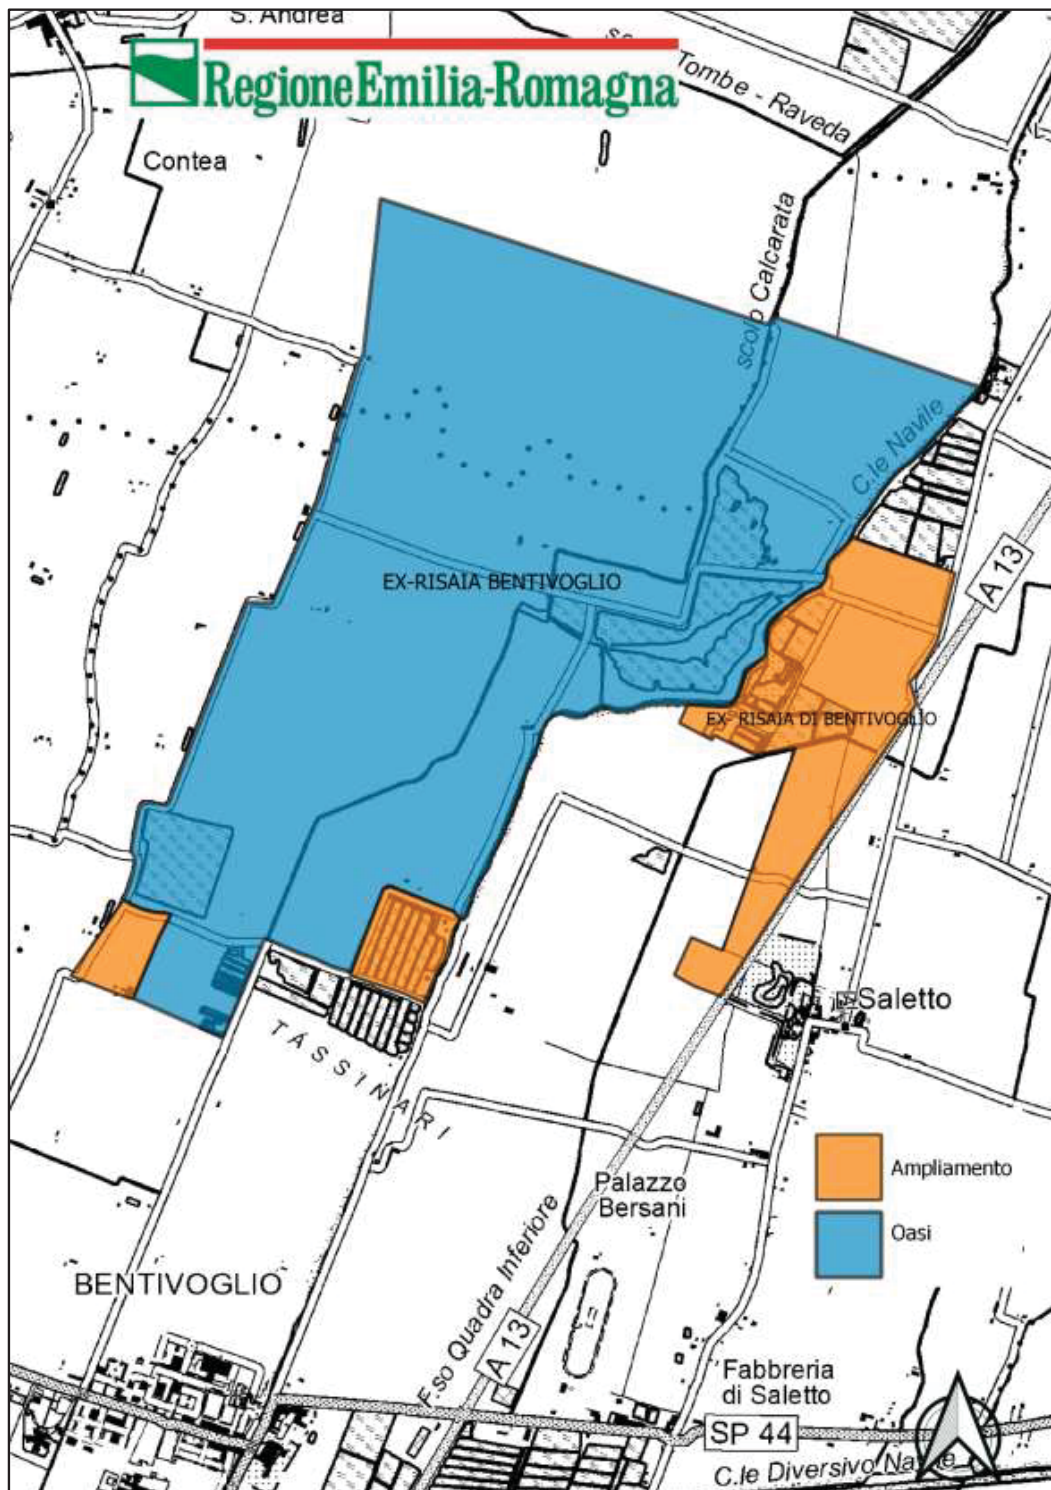 S. Andrea
RegioneEmilia-Romagna
Tombe - Raveda
Contea
scolo Calcarata
C.le Navile
A 13
EX-RISAIA BENTIVOGLIO
EX- RISAIA DI BENTIVOGLIO
Saletto
TASSINARI
Ampliamento
Palazzo
Bersani
Oasi
BENTIVOGLIO
F.so Quadra Inferiore
A 13
Fabbreria
di Saletto
SP 44
C.le Diversivo Navile